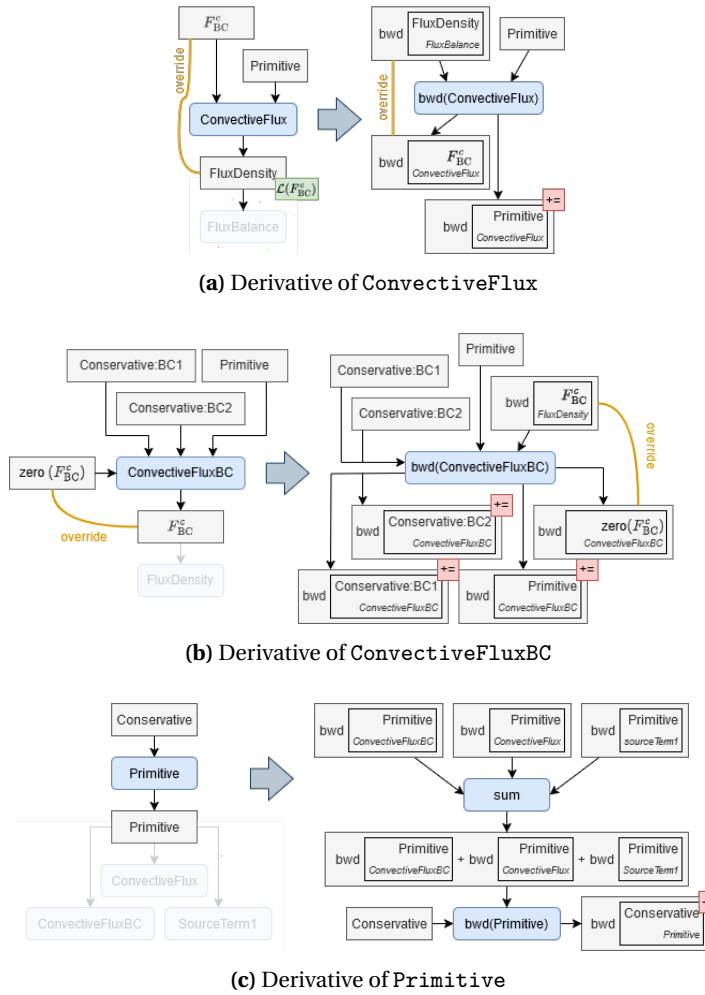 F^c_BC
Primitive
override
ConvectiveFlux
FluxDensity
𝓛(F^c_BC)
FluxBalance
bwd FluxDensity
FluxBalance
Primitive
override
bwd(ConvectiveFlux)
bwd F^c_BC
ConvectiveFlux
+=
bwd Primitive
ConvectiveFlux
(a) Derivative of ConvectiveFlux
Conservative:BC1
Primitive
Conservative:BC2
zero (F^c_BC)
ConvectiveFluxBC
F^c_BC
override
FluxDensity
Primitive
Conservative:BC1
Conservative:BC2
bwd F^c_BC
FluxDensity
override
bwd(ConvectiveFluxBC)
+=
bwd Conservative:BC2
ConvectiveFluxBC
bwd zero(F^c_BC)
ConvectiveFluxBC
+=
bwd Conservative:BC1
ConvectiveFluxBC
+=
bwd Primitive
ConvectiveFluxBC
(b) Derivative of ConvectiveFluxBC
Conservative
Primitive
Primitive
ConvectiveFlux
ConvectiveFluxBC
SourceTerm1
bwd Primitive
ConvectiveFluxBC
bwd Primitive
ConvectiveFlux
bwd Primitive
sourceTerm1
sum
bwd Primitive
ConvectiveFluxBC
+ bwd Primitive
ConvectiveFlux
+ bwd Primitive
SourceTerm1
Conservative
bwd(Primitive)
bwd Conservative
Primitive
(c) Derivative of Primitive